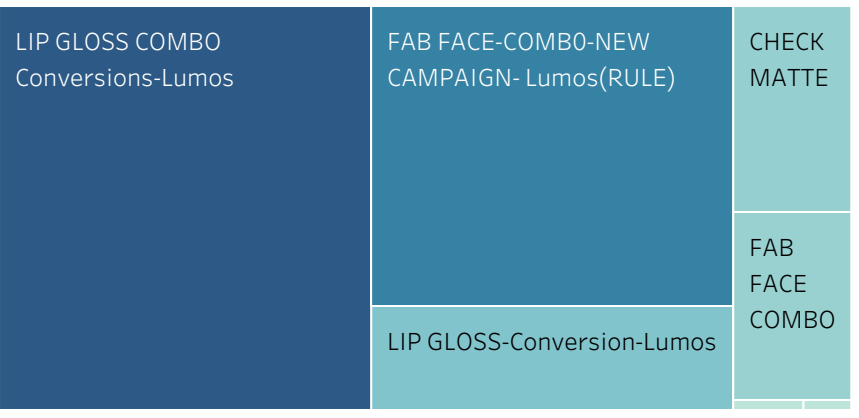 LIP GLOSS COMBO
Conversions-Lumos
FAB FACE-COMB0-NEW
CAMPAIGN- Lumos(RULE)
LIP GLOSS-Conversion-Lumos
CHECK
MATTE
FAB
FACE
COMBO